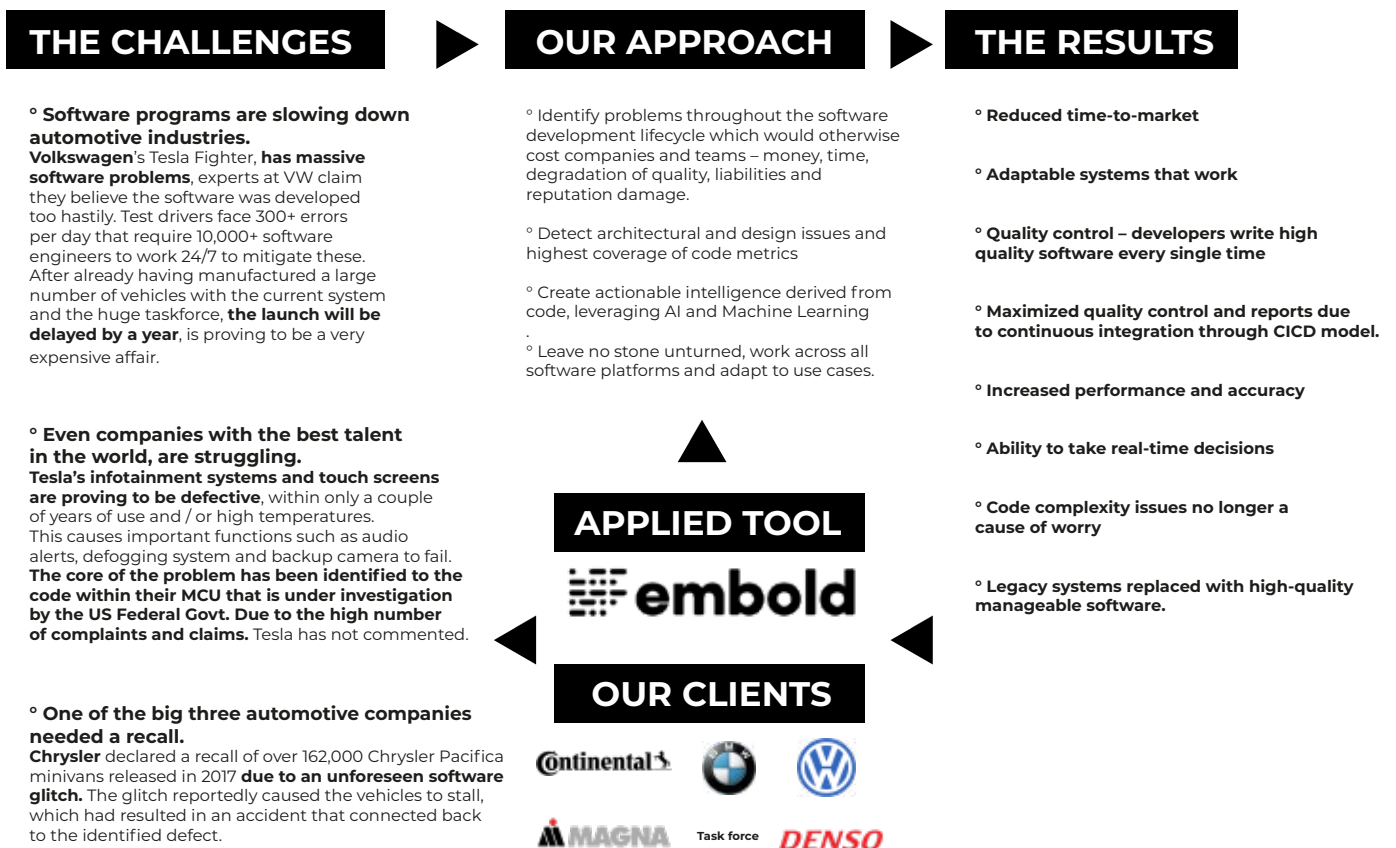 THE CHALLENGES
° Software programs are slowing down
automotive industries.
Volkswagen's Tesla Fighter, has massive
software problems, experts at VW claim
they believe the software was developed
too hastily. Test drivers face 300+ errors
per day that require 10,000+ software
engineers to work 24/7 to mitigate these.
After already having manufactured a large
number of vehicles with the current system
and the huge taskforce, the launch will be
delayed by a year, is proving to be a very
expensive affair.
° Even companies with the best talent
in the world, are struggling.
Tesla's infotainment systems and touch screens
are proving to be defective, within only a couple
of years of use and / or high temperatures.
This causes important functions such as audio
alerts, defogging system and backup camera to fail.
The core of the problem has been identified to the
code within their MCU that is under investigation
by the US Federal Govt. Due to the high number
of complaints and claims. Tesla has not commented.
° One of the big three automotive companies
needed a recall.
Chrysler declared a recall of over 162,000 Chrysler Pacifica
minivans released in 2017 due to an unforeseen software
glitch. The glitch reportedly caused the vehicles to stall,
which had resulted in an accident that connected back
to the identified defect.
OUR APPROACH
° Identify problems throughout the software
development lifecycle which would otherwise
cost companies and teams – money, time,
degradation of quality, liabilities and
reputation damage.
° Detect architectural and design issues and
highest coverage of code metrics
° Create actionable intelligence derived from
code, leveraging AI and Machine Learning
.
° Leave no stone unturned, work across all
software platforms and adapt to use cases.
APPLIED TOOL
embold
OUR CLIENTS
Continental
BMW
VW
MAGNA
Task force
DENSO
THE RESULTS
° Reduced time-to-market
° Adaptable systems that work
° Quality control – developers write high
quality software every single time
° Maximized quality control and reports due
to continuous integration through CICD model.
° Increased performance and accuracy
° Ability to take real-time decisions
° Code complexity issues no longer a
cause of worry
° Legacy systems replaced with high-quality
manageable software.